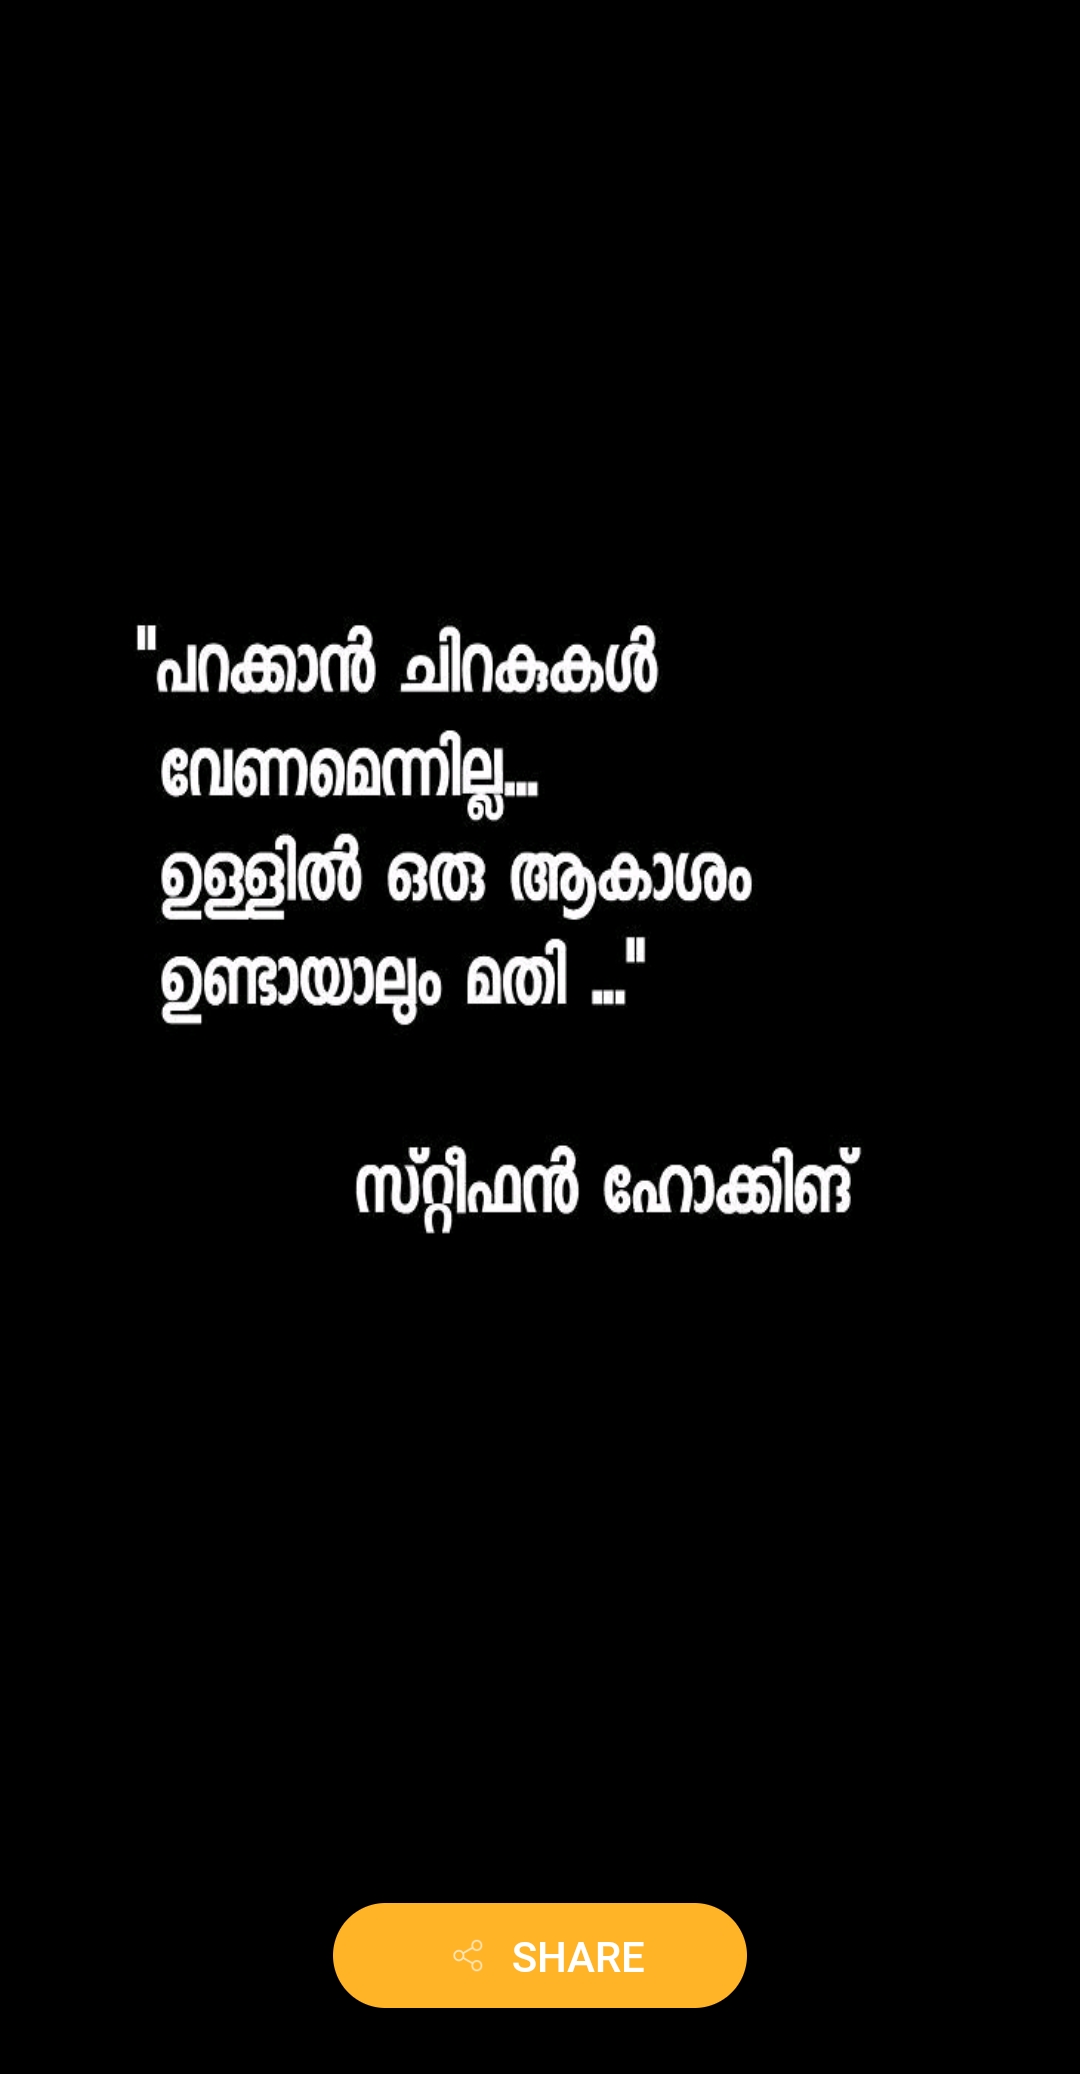 "പറക്കാൻ ചിറകുകൾ
വേണമെന്നില്ല...
ഉള്ളിൽ ഒരു ആകാശം
ഉണ്ടായാലും മതി ..."
സ്റ്റീഫൻ ഹോക്കിങ്
SHARE